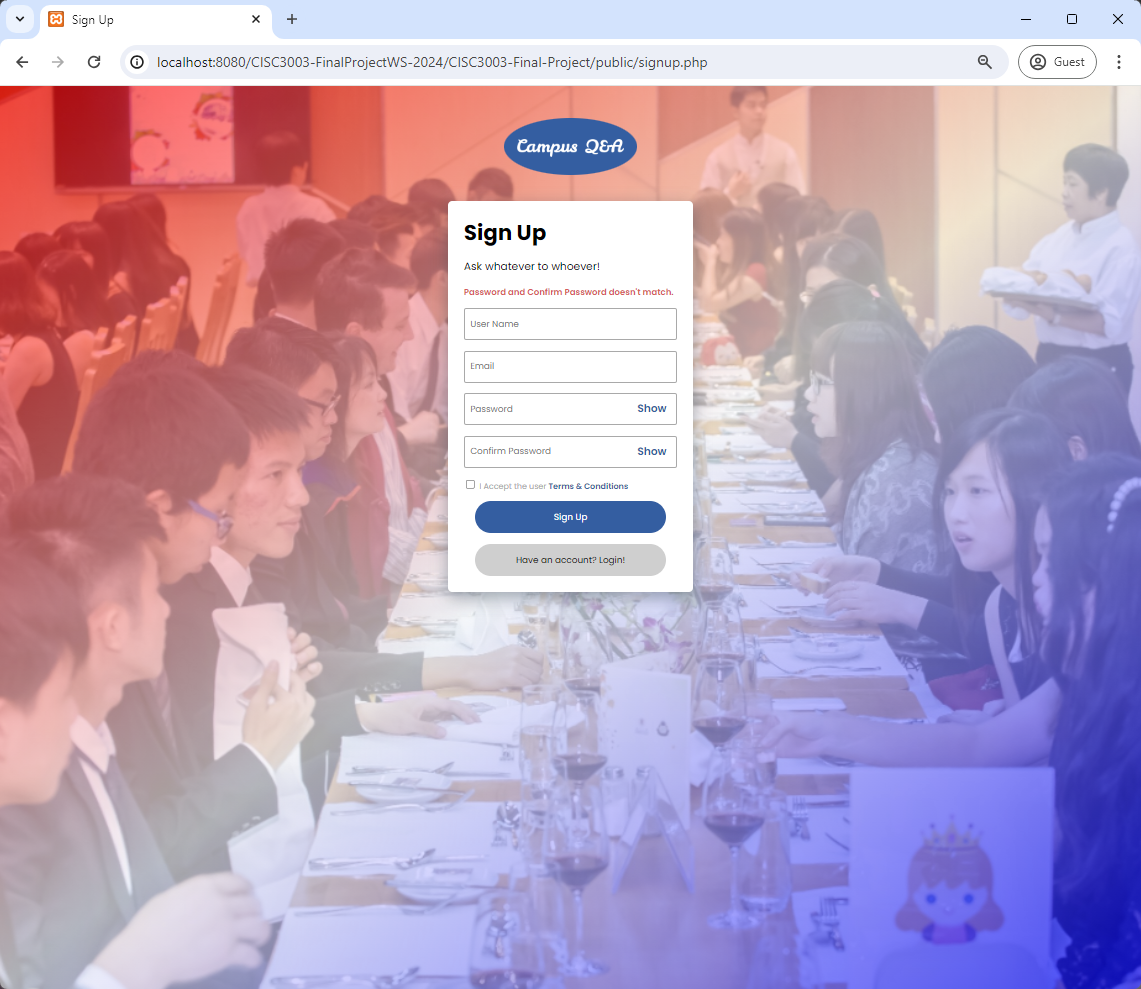 Sign Up
localhost:8080/CISC3003-FinalProjectWS-2024/CISC3003-Final-Project/public/signup.php
Guest
Campus Q&A
Sign Up
Ask whatever to whoever!
Password and Confirm Password doesn't match.
User Name
Email
Password Show
Confirm Password Show
I Accept the user Terms & Conditions
Sign Up
Have an account? Login!